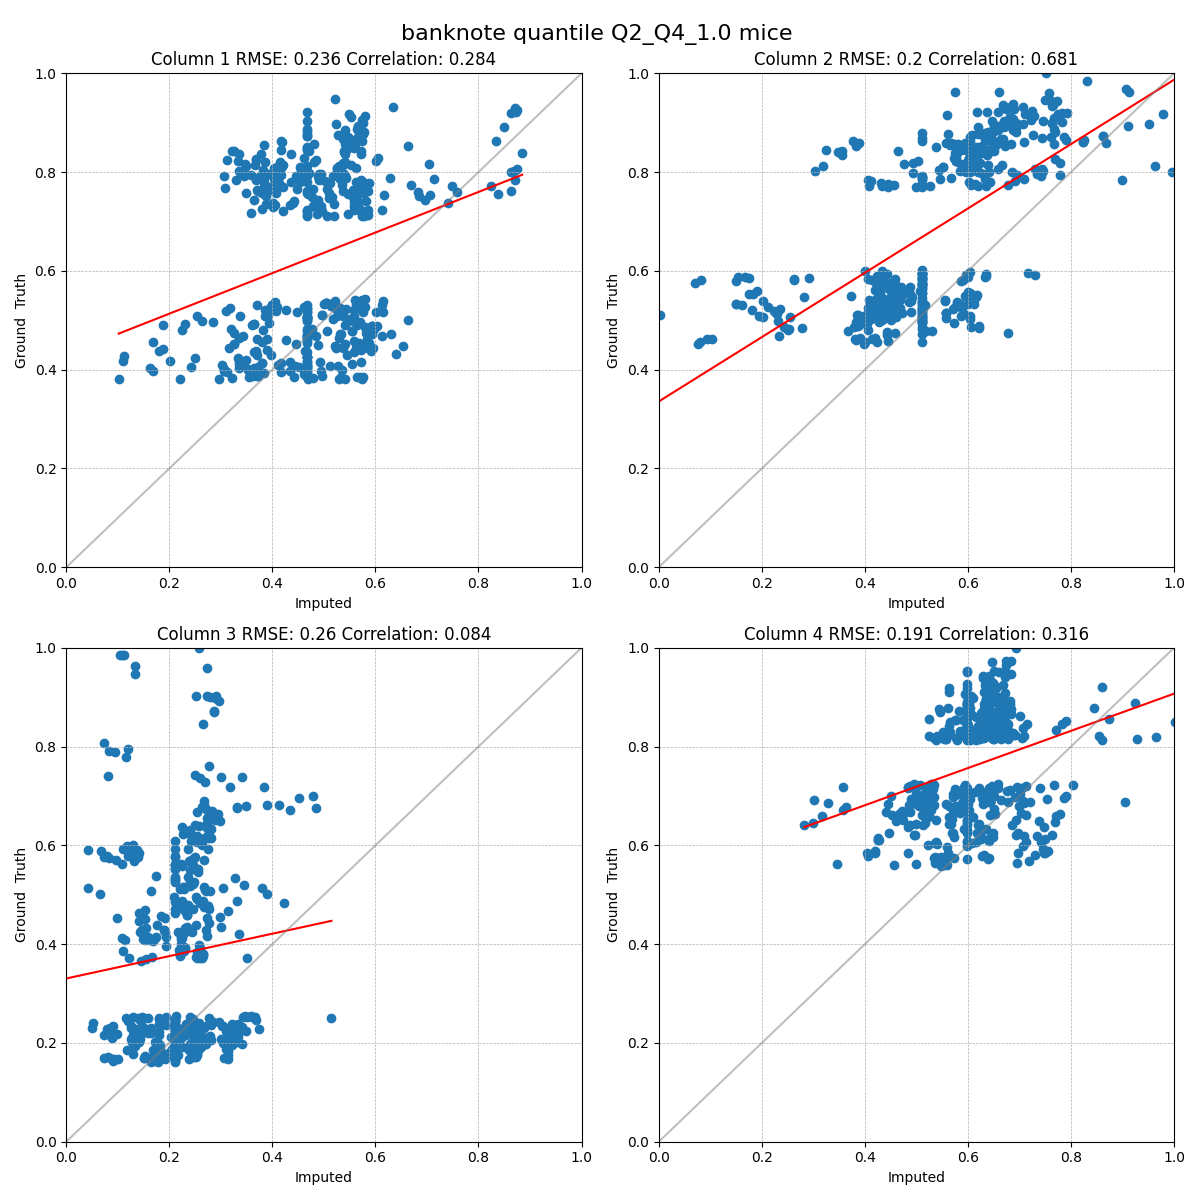 banknote quantile Q2_Q4_1.0 mice
Column 1 RMSE: 0.236 Correlation: 0.284
1.0
0.8
0.6
0.4
0.2
0.0
Ground Truth
0.0 0.2 0.4 0.6 0.8 1.0
Imputed
Column 2 RMSE: 0.2 Correlation: 0.681
1.0
0.8
0.6
0.4
0.2
0.0
Ground Truth
0.0 0.2 0.4 0.6 0.8 1.0
Imputed
Column 3 RMSE: 0.26 Correlation: 0.084
1.0
0.8
0.6
0.4
0.2
0.0
Ground Truth
0.0 0.2 0.4 0.6 0.8 1.0
Imputed
Column 4 RMSE: 0.191 Correlation: 0.316
1.0
0.8
0.6
0.4
0.2
0.0
Ground Truth
0.0 0.2 0.4 0.6 0.8 1.0
Imputed